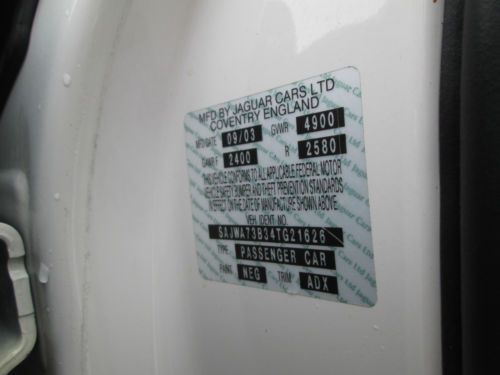 MFD BY JAGUAR CARS LTD
COVENTRY ENGLAND
MFD DATE 09/03 GVWR 4900
GAWR F 2400 R 2580
THIS VEHICLE CONFORMS TO ALL APPLICABLE FEDERAL MOTOR
VEHICLE SAFETY BUMPER AND THEFT PREVENTION STANDARDS
IN EFFECT ON THE DATE OF MANUFACTURE SHOWN ABOVE.
VEH. IDENT NO.
SAJWA73B34TG21626
TYPE: PASSENGER CAR
PAINT: NEG TRIM: ADX